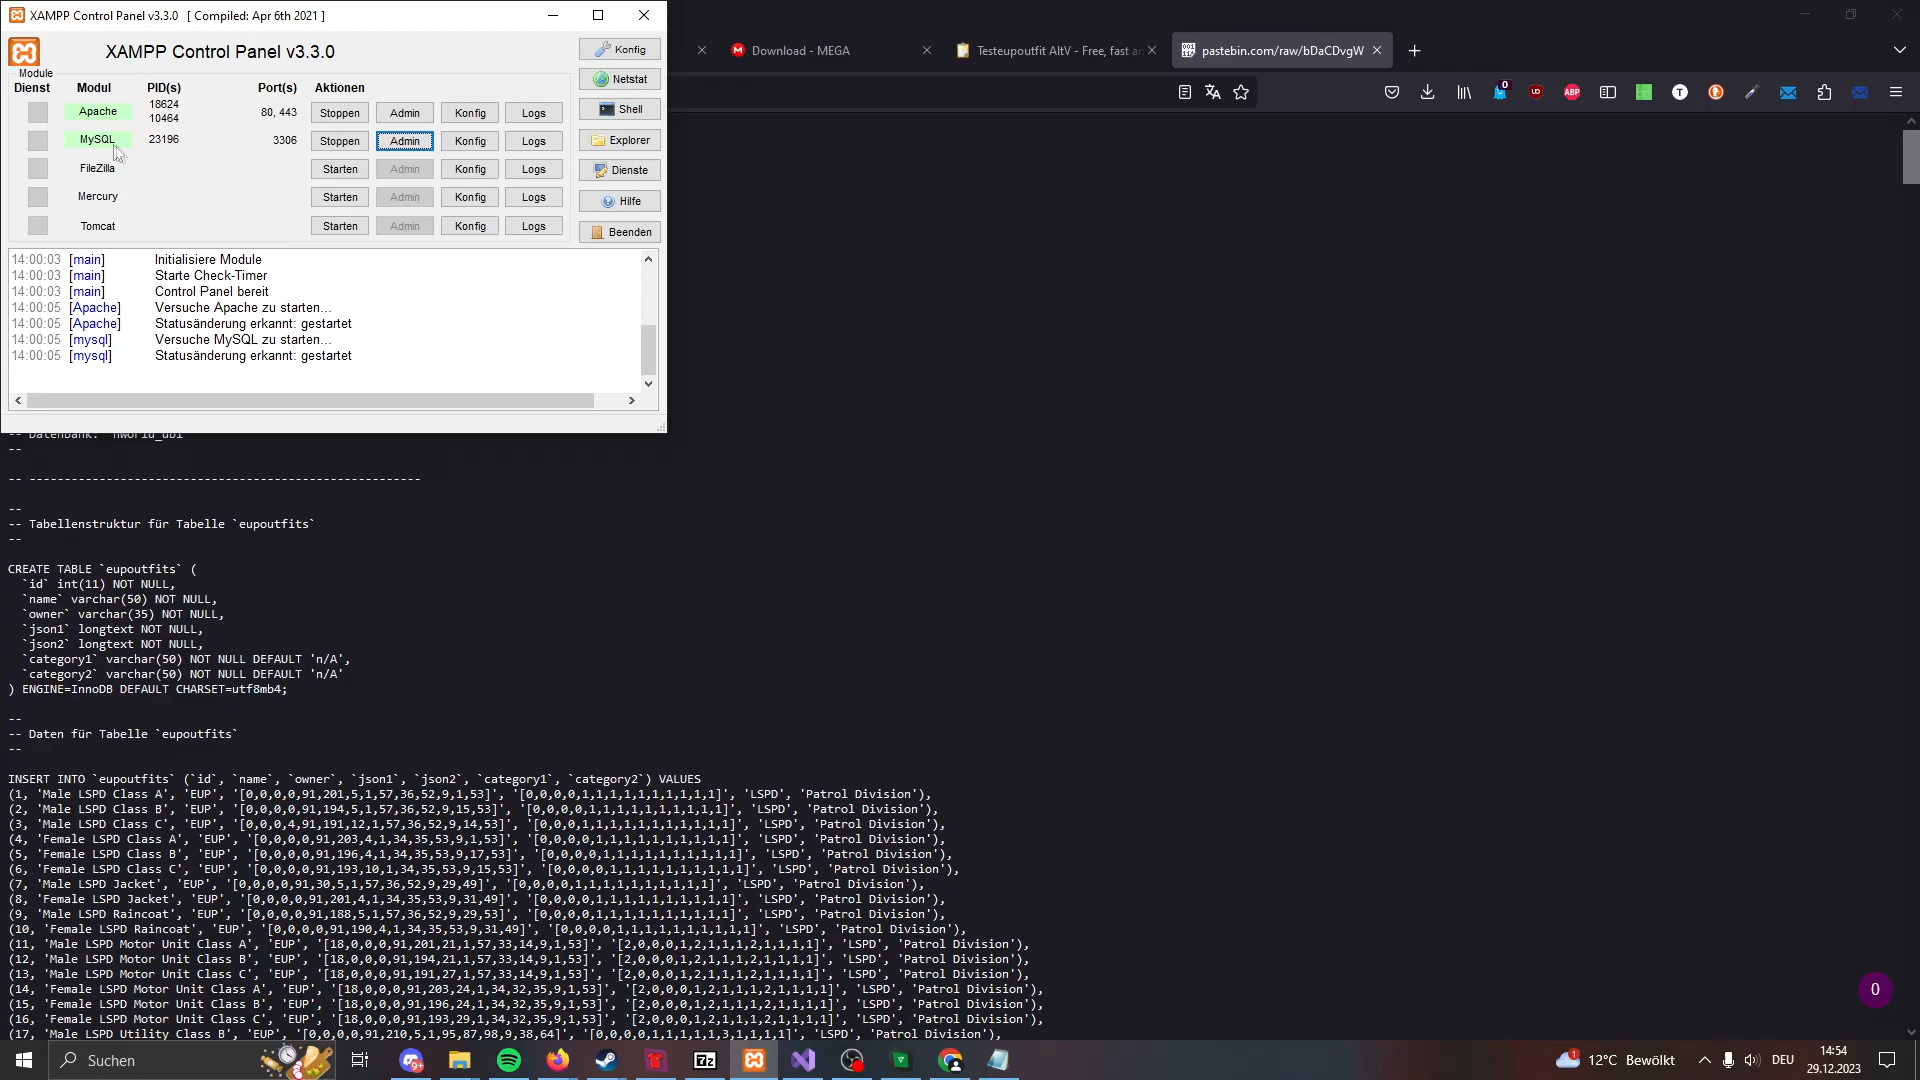 XAMPP Control Panel v3.3.0 [ Compiled: Apr 6th 2021 ]
XAMPP Control Panel v3.3.0
Konfig
Module
Dienst Modul PID(s) Port(s) Aktionen
Netstat
Apache 18624 10464 80, 443 Stoppen Admin Konfig Logs
Shell
MySQL 23196 3306 Stoppen Admin Konfig Logs
Explorer
FileZilla Starten Admin Konfig Logs
Dienste
Mercury Starten Admin Konfig Logs
Hilfe
Tomcat Starten Admin Konfig Logs
Beenden
14:00:03 [main] Initialisiere Module
14:00:03 [main] Starte Check-Timer
14:00:03 [main] Control Panel bereit
14:00:05 [Apache] Versuche Apache zu starten...
14:00:05 [Apache] Statusänderung erkannt: gestartet
14:00:05 [mysql] Versuche MySQL zu starten...
14:00:05 [mysql] Statusänderung erkannt: gestartet
Download - MEGA
Testeupoutfit AltV - Free, fast an
pastebin.com/raw/bDaCDvgW
0
ABP
-- Datenbank: `nworld_ub1`
--
-- --------------------------------------------------------
--
-- Tabellenstruktur für Tabelle `eupoutfits`
--
CREATE TABLE `eupoutfits` (
`id` int(11) NOT NULL,
`name` varchar(50) NOT NULL,
`owner` varchar(35) NOT NULL,
`json1` longtext NOT NULL,
`json2` longtext NOT NULL,
`category1` varchar(50) NOT NULL DEFAULT 'n/A',
`category2` varchar(50) NOT NULL DEFAULT 'n/A'
) ENGINE=InnoDB DEFAULT CHARSET=utf8mb4;
--
-- Daten für Tabelle `eupoutfits`
--
INSERT INTO `eupoutfits` (`id`, `name`, `owner`, `json1`, `json2`, `category1`, `category2`) VALUES
(1, 'Male LSPD Class A', 'EUP', '[0,0,0,0,91,201,5,1,57,36,52,9,1,53]', '[0,0,0,0,1,1,1,1,1,1,1,1,1,1]', 'LSPD', 'Patrol Division'),
(2, 'Male LSPD Class B', 'EUP', '[0,0,0,0,91,194,5,1,57,36,52,9,15,53]', '[0,0,0,0,1,1,1,1,1,1,1,1,1,1]', 'LSPD', 'Patrol Division'),
(3, 'Male LSPD Class C', 'EUP', '[0,0,0,4,91,191,12,1,57,36,52,9,14,53]', '[0,0,0,1,1,1,1,1,1,1,1,1,1,1]', 'LSPD', 'Patrol Division'),
(4, 'Female LSPD Class A', 'EUP', '[0,0,0,0,91,203,4,1,34,35,53,9,1,53]', '[0,0,0,0,1,1,1,1,1,1,1,1,1,1]', 'LSPD', 'Patrol Division'),
(5, 'Female LSPD Class B', 'EUP', '[0,0,0,0,91,196,4,1,34,35,53,9,17,53]', '[0,0,0,0,1,1,1,1,1,1,1,1,1,1]', 'LSPD', 'Patrol Division'),
(6, 'Female LSPD Class C', 'EUP', '[0,0,0,0,91,193,10,1,34,35,53,9,15,53]', '[0,0,0,0,1,1,1,1,1,1,1,1,1,1]', 'LSPD', 'Patrol Division'),
(7, 'Male LSPD Jacket', 'EUP', '[0,0,0,0,91,30,5,1,57,36,52,9,29,49]', '[0,0,0,0,1,1,1,1,1,1,1,1,1,1]', 'LSPD', 'Patrol Division'),
(8, 'Female LSPD Jacket', 'EUP', '[0,0,0,0,91,201,4,1,34,35,53,9,31,49]', '[0,0,0,0,1,1,1,1,1,1,1,1,1,1]', 'LSPD', 'Patrol Division'),
(9, 'Male LSPD Raincoat', 'EUP', '[0,0,0,0,91,188,5,1,57,36,52,9,29,53]', '[0,0,0,0,1,1,1,1,1,1,1,1,1,1]', 'LSPD', 'Patrol Division'),
(10, 'Female LSPD Raincoat', 'EUP', '[0,0,0,0,91,190,4,1,34,35,53,9,31,49]', '[0,0,0,0,1,1,1,1,1,1,1,1,1,1]', 'LSPD', 'Patrol Division'),
(11, 'Male LSPD Motor Unit Class A', 'EUP', '[18,0,0,0,91,201,21,1,57,33,14,9,1,53]', '[2,0,0,0,1,2,1,1,1,2,1,1,1,1]', 'LSPD', 'Patrol Division'),
(12, 'Male LSPD Motor Unit Class B', 'EUP', '[18,0,0,0,91,194,21,1,57,33,14,9,1,53]', '[2,0,0,0,1,2,1,1,1,2,1,1,1,1]', 'LSPD', 'Patrol Division'),
(13, 'Male LSPD Motor Unit Class C', 'EUP', '[18,0,0,0,91,191,27,1,57,33,14,9,1,53]', '[2,0,0,0,1,2,1,1,1,2,1,1,1,1]', 'LSPD', 'Patrol Division'),
(14, 'Female LSPD Motor Unit Class A', 'EUP', '[18,0,0,0,91,203,24,1,34,32,35,9,1,53]', '[2,0,0,0,1,2,1,1,1,2,1,1,1,1]', 'LSPD', 'Patrol Division'),
(15, 'Female LSPD Motor Unit Class B', 'EUP', '[18,0,0,0,91,196,24,1,34,32,35,9,1,53]', '[2,0,0,0,1,2,1,1,1,2,1,1,1,1]', 'LSPD', 'Patrol Division'),
(16, 'Female LSPD Motor Unit Class C', 'EUP', '[18,0,0,0,91,193,29,1,34,32,35,9,1,53]', '[2,0,0,0,1,2,1,1,1,2,1,1,1,1]', 'LSPD', 'Patrol Division'),
(17, 'Male LSPD Utility Class B', 'EUP', '[0,0,0,0,91,210,5,1,95,87,98,9,38,64]', '[0,0,0,0,1,1,1,1,1,3,1,1,1,1]', 'LSPD', 'Patrol Division'),
0
Suchen
12°C Bewölkt
DEU
14:54
29.12.2023